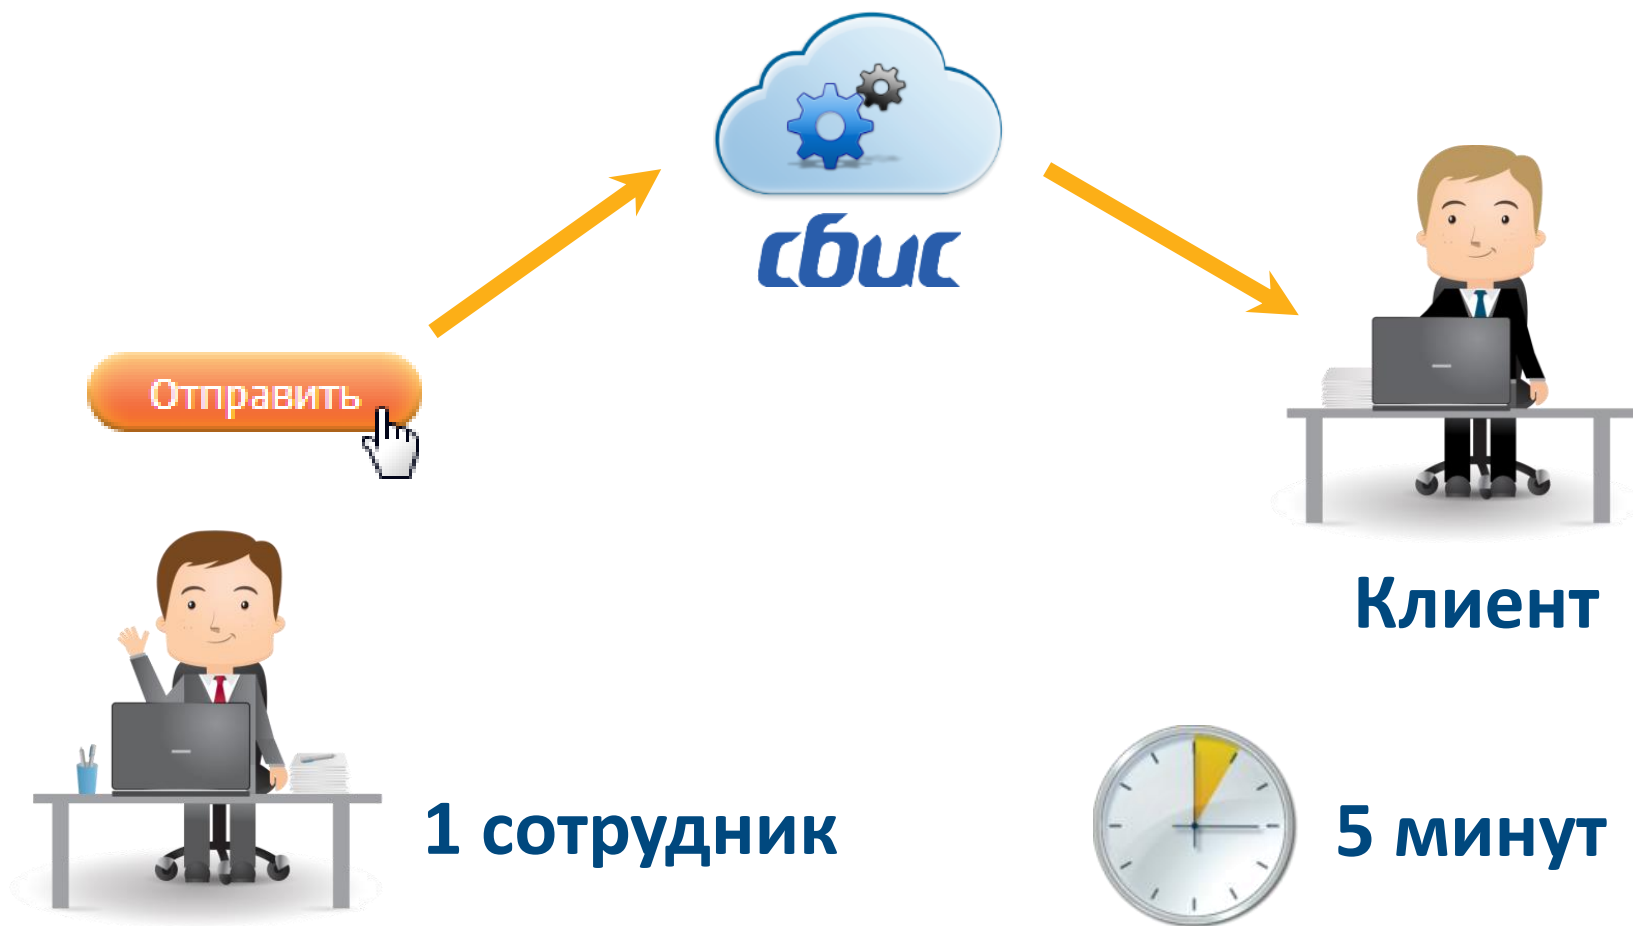 сбис
Отправить
Клиент
1 сотрудник
5 минут